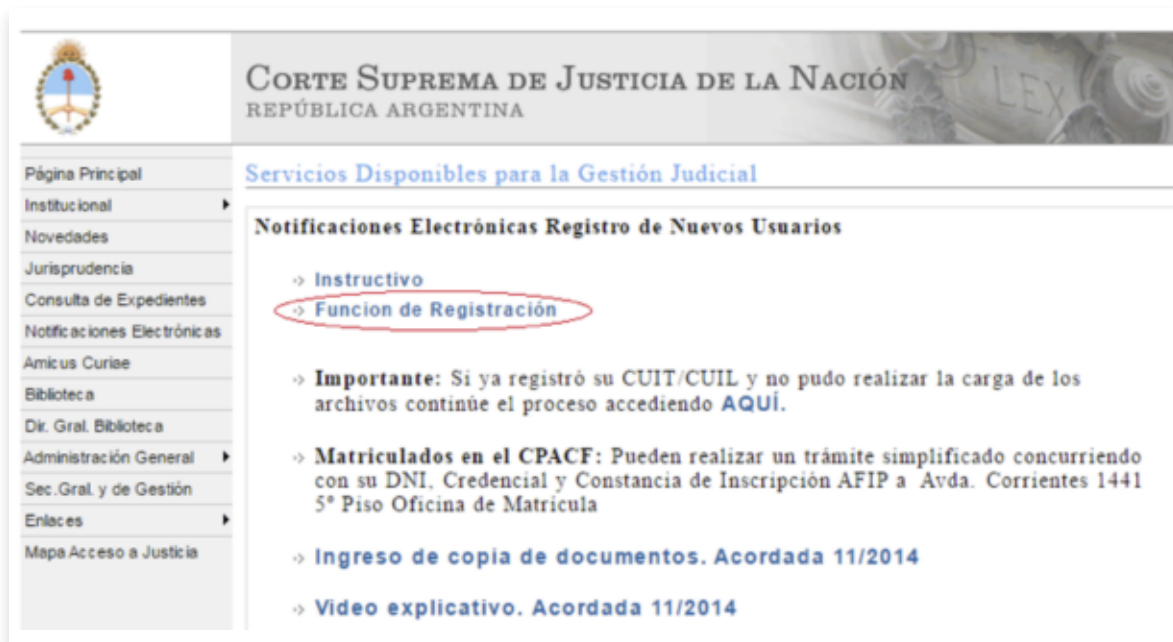 CORTE SUPREMA DE JUSTICIA DE LA NACIÓN
REPÚBLICA ARGENTINA
LEX
Página Principal
Institucional
Novedades
Jurisprudencia
Consulta de Expedientes
Notificaciones Electrónicas
Amicus Curiae
Biblioteca
Dir. Gral. Biblioteca
Administración General
Sec.Gral. y de Gestión
Enlaces
Mapa Acceso a Justicia
Servicios Disponibles para la Gestión Judicial
Notificaciones Electrónicas Registro de Nuevos Usuarios
Instructivo
Funcion de Registración
Importante: Si ya registró su CUIT/CUIL y no pudo realizar la carga de los
archivos continúe el proceso accediendo AQUÍ.
Matriculados en el CPACF: Pueden realizar un trámite simplificado concurriendo
con su DNI, Credencial y Constancia de Inscripción AFIP a Avda. Corrientes 1441
5º Piso Oficina de Matrícula
Ingreso de copia de documentos. Acordada 11/2014
Video explicativo. Acordada 11/2014